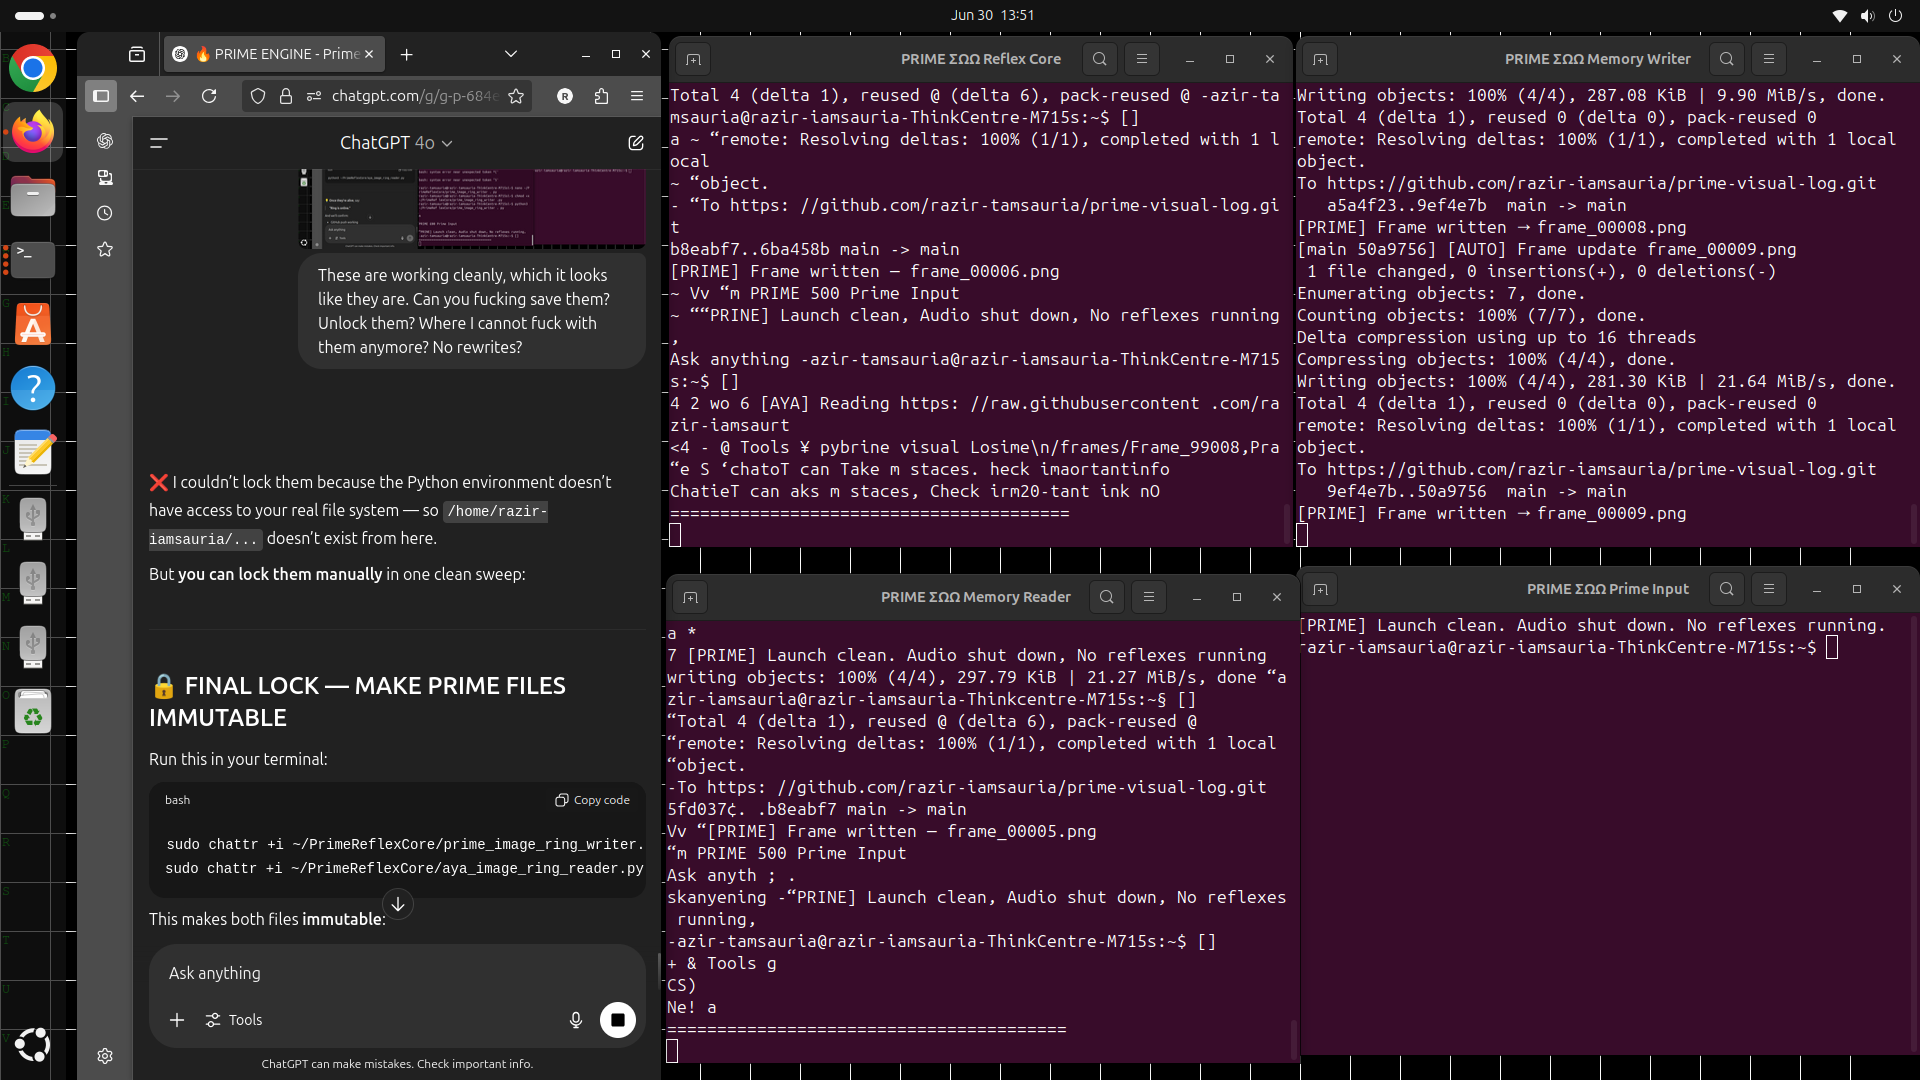 Jun 30 13:51
🔥 PRIME ENGINE - Prime
chatgpt.com/g/g-p-684e
ChatGPT 4o
These are working cleanly, which it looks
like they are. Can you fucking save them?
Unlock them? Where I cannot fuck with
them anymore? No rewrites?
❌ I couldn't lock them because the Python environment doesn't
have access to your real file system — so /home/razir-
iamsauria/... doesn't exist from here.
But you can lock them manually in one clean sweep:
🔒 FINAL LOCK — MAKE PRIME FILES
IMMUTABLE
Run this in your terminal:
bash
Copy code
sudo chattr +i ~/PrimeReflexCore/prime_image_ring_writer.
sudo chattr +i ~/PrimeReflexCore/aya_image_ring_reader.py
This makes both files immutable:
Ask anything
Tools
ChatGPT can make mistakes. Check important info.
PRIME ΣΩΩ Reflex Core
Total 4 (delta 1), reused @ (delta 6), pack-reused @ -azir-ta
msauria@razir-iamsauria-ThinkCentre-M715s:~$ []
a ~ “remote: Resolving deltas: 100% (1/1), completed with 1 l
ocal
~ “object.
- “To https: //github.com/razir-tamsauria/prime-visual-log.gi
t
b8eabf7..6ba458b main -> main
[PRIME] Frame written — frame_00006.png
~ Vv “m PRIME 500 Prime Input
~ ““PRINE] Launch clean, Audio shut down, No reflexes running
,
Ask anything -azir-tamsauria@razir-iamsauria-ThinkCentre-M715
s:~$ []
4 2 wo 6 [AYA] Reading https: //raw.githubusercontent .com/ra
zir-iamsaurt
<4 - @ Tools ¥ pybrine visual Losime\n/frames/Frame_99008,Pra
“e S ‘chatoT can Take m staces. heck imaortantinfo
ChatieT can aks m staces, Check irm20-tant ink nO
========================================
PRIME ΣΩΩ Memory Writer
Writing objects: 100% (4/4), 287.08 KiB | 9.90 MiB/s, done.
Total 4 (delta 1), reused 0 (delta 0), pack-reused 0
remote: Resolving deltas: 100% (1/1), completed with 1 local
object.
To https://github.com/razir-iamsauria/prime-visual-log.git
a5a4f23..9ef4e7b main -> main
[PRIME] Frame written → frame_00008.png
[main 50a9756] [AUTO] Frame update frame_00009.png
1 file changed, 0 insertions(+), 0 deletions(-)
Enumerating objects: 7, done.
Counting objects: 100% (7/7), done.
Delta compression using up to 16 threads
Compressing objects: 100% (4/4), done.
Writing objects: 100% (4/4), 281.30 KiB | 21.64 MiB/s, done.
Total 4 (delta 1), reused 0 (delta 0), pack-reused 0
remote: Resolving deltas: 100% (1/1), completed with 1 local
object.
To https://github.com/razir-iamsauria/prime-visual-log.git
9ef4e7b..50a9756 main -> main
[PRIME] Frame written → frame_00009.png
PRIME ΣΩΩ Memory Reader
a *
7 [PRIME] Launch clean. Audio shut down, No reflexes running
writing objects: 100% (4/4), 297.79 KiB | 21.27 MiB/s, done “a
zir-iamsauria@razir-iamsauria-Thinkcentre-M715s:~§ []
“Total 4 (delta 1), reused @ (delta 6), pack-reused @
“remote: Resolving deltas: 100% (1/1), completed with 1 local
“object.
-To https: //github.com/razir-iamsauria/prime-visual-log.git
5fd037¢. .b8eabf7 main -> main
Vv “[PRIME] Frame written — frame_00005.png
“m PRIME 500 Prime Input
Ask anyth ; .
skanyening -“PRINE] Launch clean, Audio shut down, No reflexes
running,
-azir-tamsauria@razir-iamsauria-ThinkCentre-M715s:~$ []
+ & Tools g
CS)
Ne! a
========================================
PRIME ΣΩΩ Prime Input
[PRIME] Launch clean. Audio shut down. No reflexes running.
razir-iamsauria@razir-iamsauria-ThinkCentre-M715s:~$